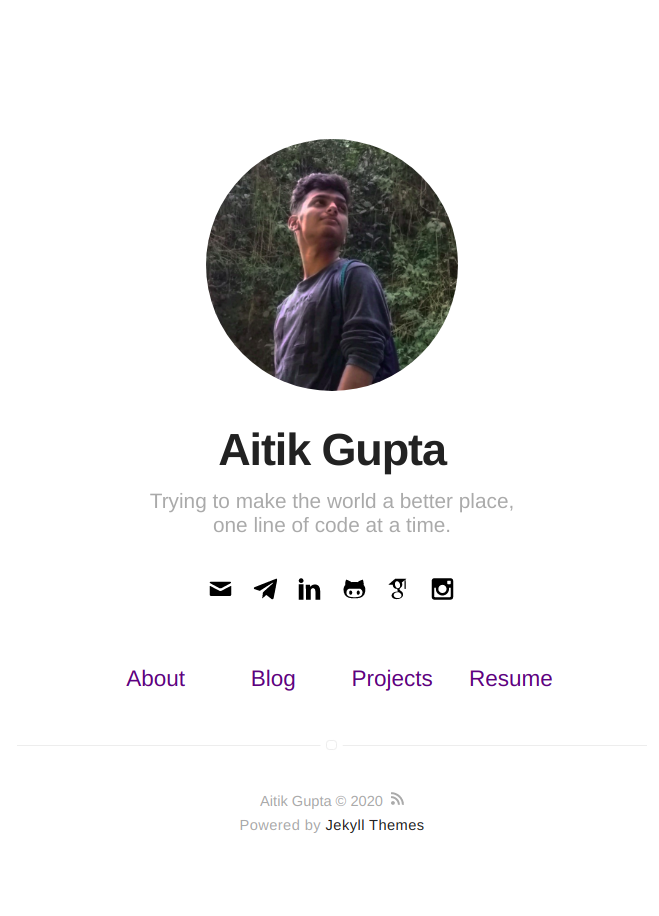 Aitik Gupta
Trying to make the world a better place,
one line of code at a time.
About Blog Projects Resume
Aitik Gupta © 2020
Powered by Jekyll Themes